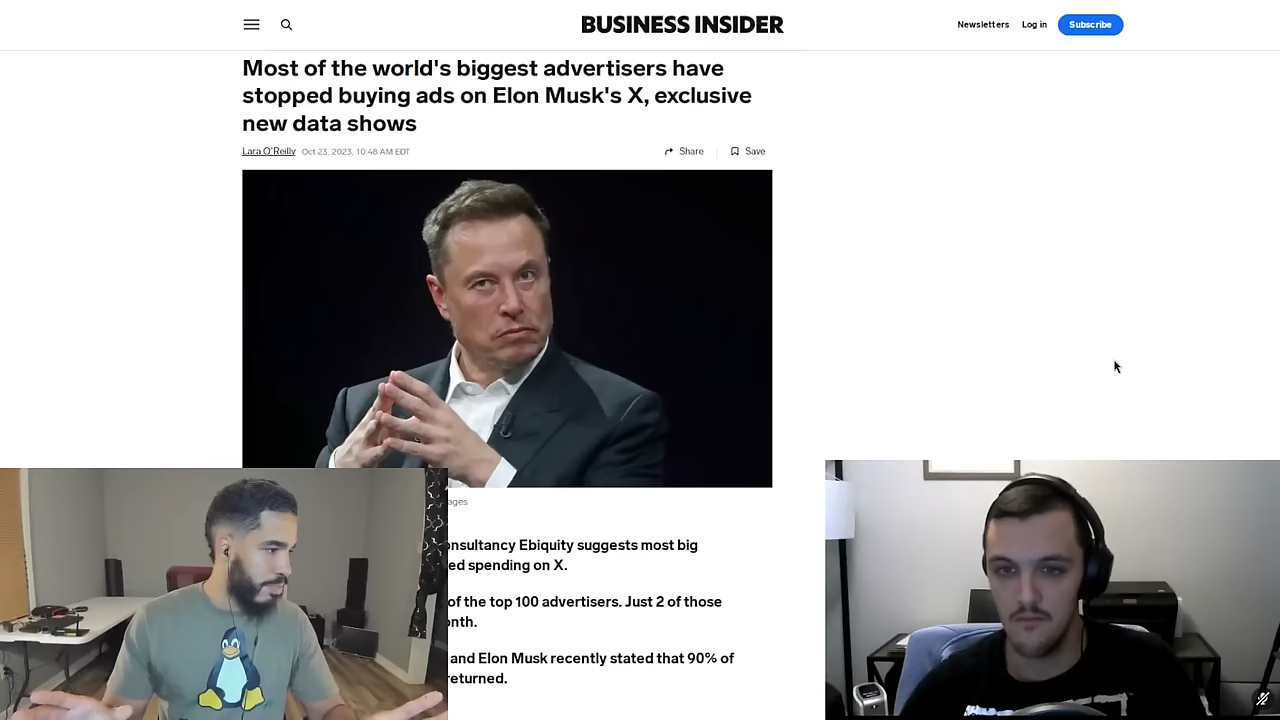 BUSINESS INSIDER
Newsletters
Log in
Subscribe
Most of the world's biggest advertisers have
stopped buying ads on Elon Musk's X, exclusive
new data shows
Lara O'Reilly Oct 23, 2023, 10:48 AM EDT
Share
Save
ages
onsultancy Ebiquity suggests most big
ed spending on X.
of the top 100 advertisers. Just 2 of those
onth.
and Elon Musk recently stated that 90% of
returned.